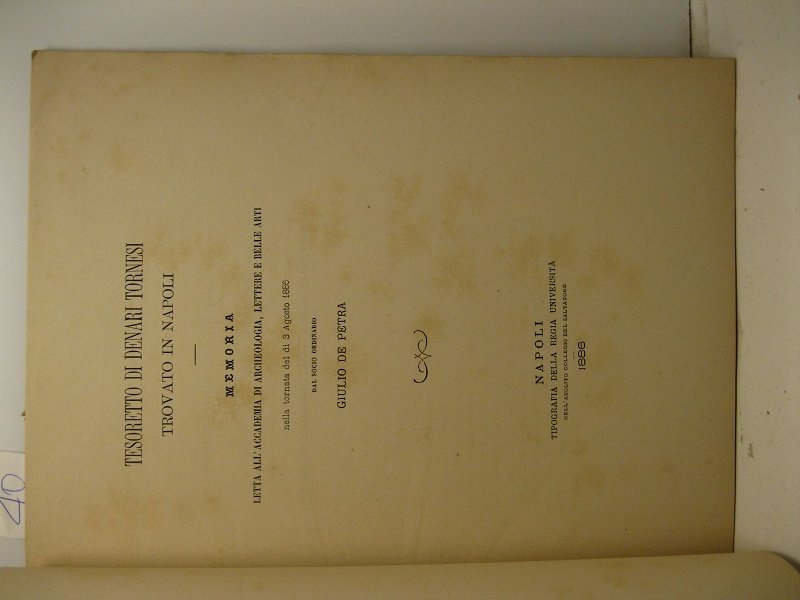 TESORETTO DI DENARI TORNESI
TROVATO IN NAPOLI
MEMORIA
LETTA ALL'ACCADEMIA DI ARCHEOLOGIA, LETTERE E BELLE ARTI
nella tornata del dì 3 Agosto 1886
DAL SOCIO ORDINARIO
GIULIO DE PETRA
NAPOLI
TIPOGRAFIA DELLA REGIA UNIVERSITÀ
NELL'ABOLITO COLLEGIO DEL SALVATORE
1886
40